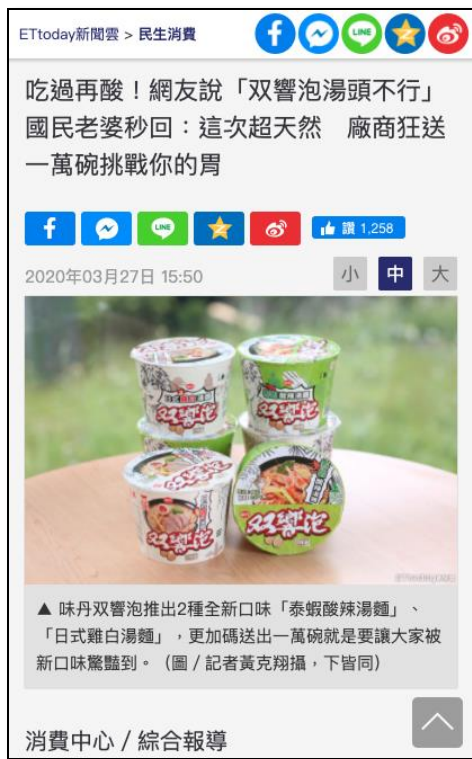 ETtoday新聞雲 > 民生消費
吃過再酸！網友說「双響泡湯頭不行」
國民老婆秒回：這次超天然　廠商狂送
一萬碗挑戰你的胃
LINE
讚 1,258
2020年03月27日 15:50
小 中 大
双響泡
双響泡
双響泡
双響泡
▲ 味丹双響泡推出2種全新口味「泰蝦酸辣湯麵」、
「日式雞白湯麵」，更加碼送出一萬碗就是要讓大家被
新口味驚豔到。（圖／記者黃克翔攝，下皆同）
消費中心／綜合報導